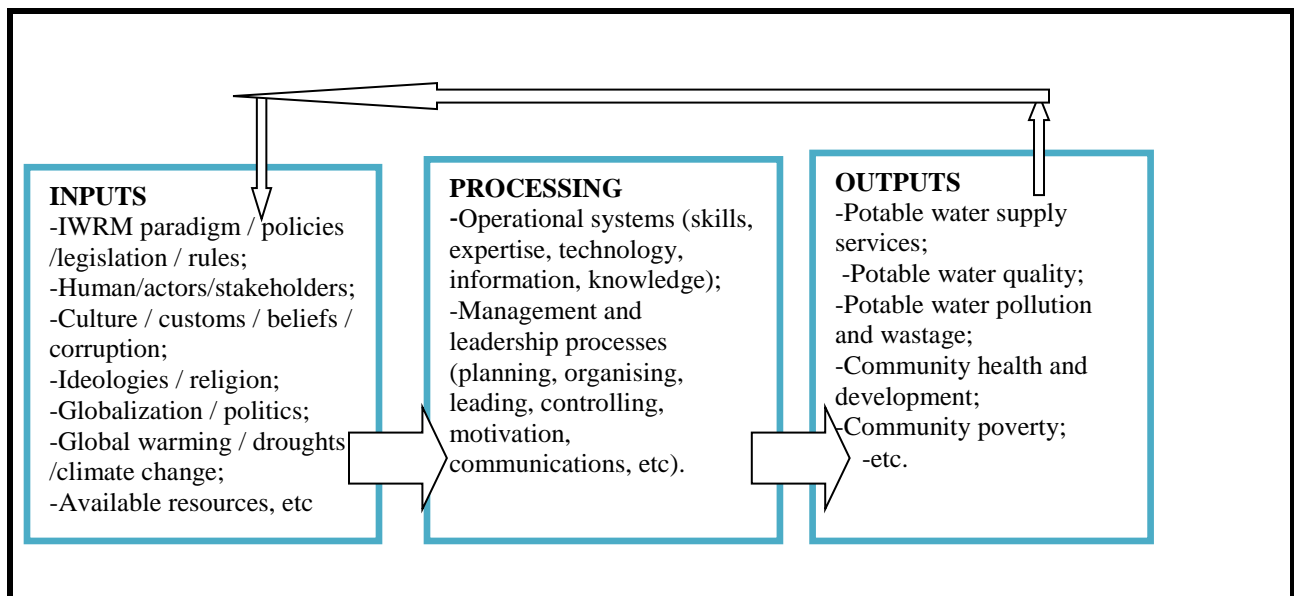 INPUTS
-IWRM paradigm / policies
/legislation / rules;
-Human/actors/stakeholders;
-Culture / customs / beliefs /
corruption;
-Ideologies / religion;
-Globalization / politics;
-Global warming / droughts
/climate change;
-Available resources, etc
PROCESSING
-Operational systems (skills,
expertise, technology,
information, knowledge);
-Management and
leadership processes
(planning, organising,
leading, controlling,
motivation,
communications, etc).
OUTPUTS
-Potable water supply
services;
-Potable water quality;
-Potable water pollution
and wastage;
-Community health and
development;
-Community poverty;
-etc.